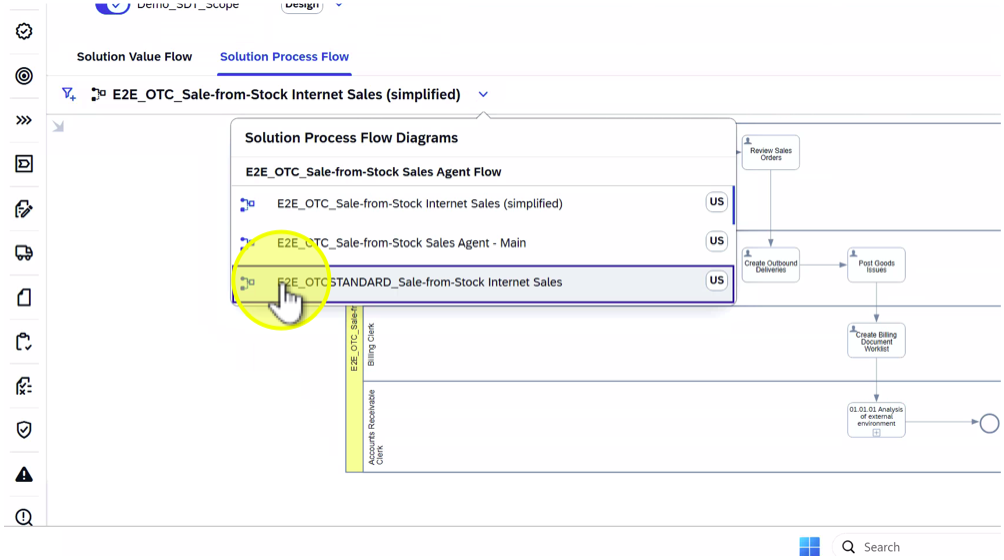 Demo_SDT_Scope
Design
Solution Value Flow
Solution Process Flow
E2E_OTC_Sale-from-Stock Internet Sales (simplified)
Solution Process Flow Diagrams
E2E_OTC_Sale-from-Stock Sales Agent Flow
E2E_OTC_Sale-from-Stock Internet Sales (simplified)
US
E2E_OTC_Sale-from-Stock Sales Agent - Main
US
E2E_OTCSTANDARD_Sale-from-Stock Internet Sales
US
Review Sales
Orders
Create Outbound
Deliveries
Post Goods
Issues
E2E_OTC_Sale-f
Billing Clerk
Create Billing
Document
Worklist
Accounts Receivable
Clerk
01.01.01 Analysis
of external
environment
Search